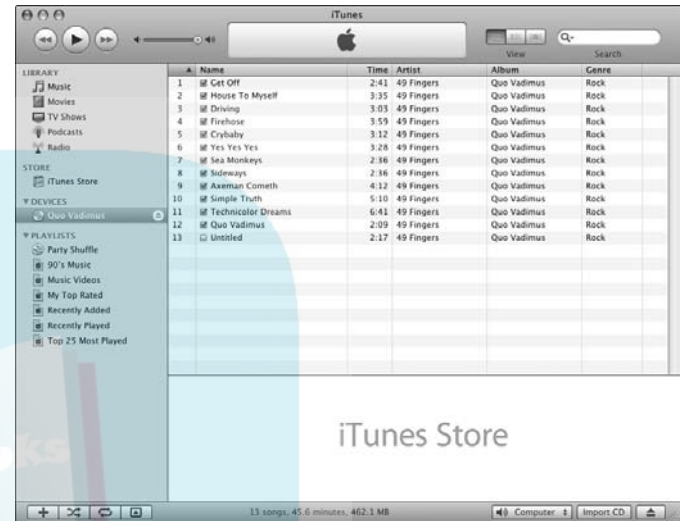 iTunes
View
Search
LIBRARY
Music
Movies
TV Shows
Podcasts
Radio
STORE
iTunes Store
DEVICES
Quo Vadimus
PLAYLISTS
Party Shuffle
90's Music
Music Videos
My Top Rated
Recently Added
Recently Played
Top 25 Most Played
Name Time Artist Album Genre
1 Get Off 2:41 49 Fingers Quo Vadimus Rock
2 House To Myself 3:35 49 Fingers Quo Vadimus Rock
3 Driving 3:03 49 Fingers Quo Vadimus Rock
4 Firehose 3:59 49 Fingers Quo Vadimus Rock
5 Crybaby 3:12 49 Fingers Quo Vadimus Rock
6 Yes Yes Yes 3:28 49 Fingers Quo Vadimus Rock
7 Sea Monkeys 2:36 49 Fingers Quo Vadimus Rock
8 Sideways 2:36 49 Fingers Quo Vadimus Rock
9 Axeman Cometh 4:12 49 Fingers Quo Vadimus Rock
10 Simple Truth 5:10 49 Fingers Quo Vadimus Rock
11 Technicolor Dreams 6:41 49 Fingers Quo Vadimus Rock
12 Quo Vadimus 2:09 49 Fingers Quo Vadimus Rock
13 Untitled 2:17 49 Fingers Quo Vadimus Rock
iTunes Store
13 songs, 45.6 minutes, 462.1 MB
Computer
Import CD